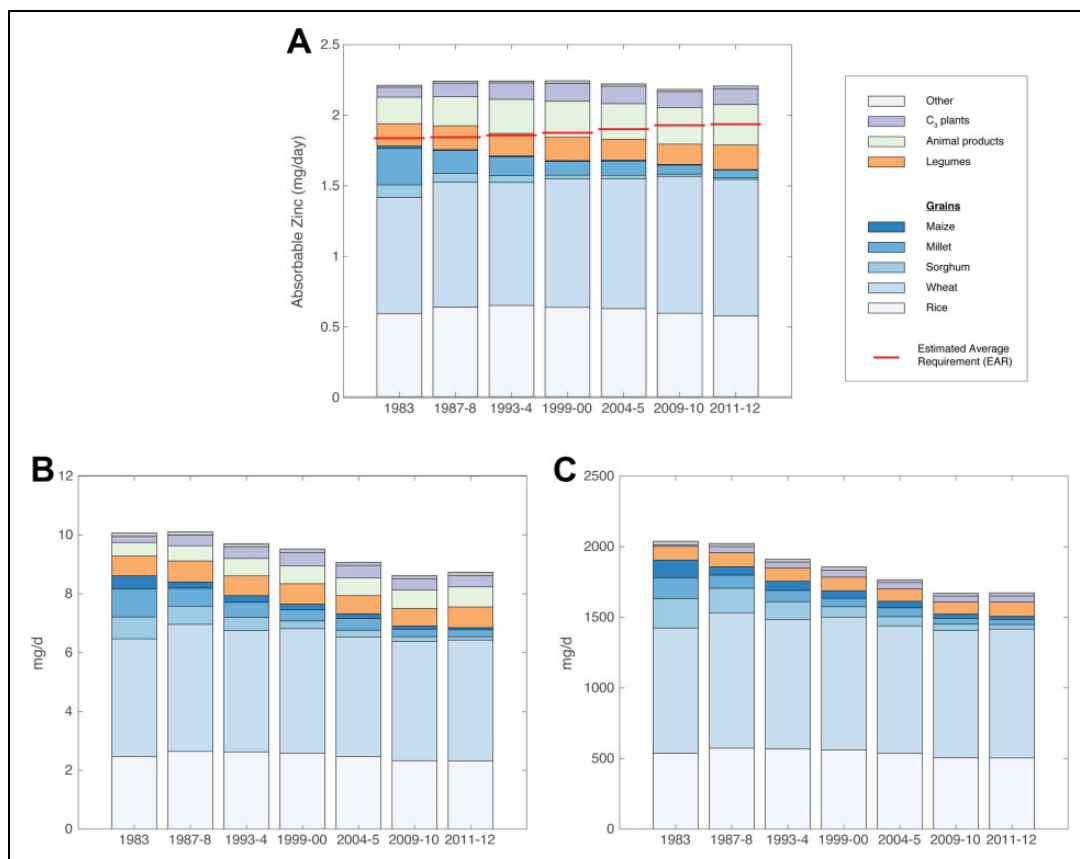 A
Absorbable Zinc (mg/day)
2.5
2
1.5
1
0.5
0
1983 1987-8 1993-4 1999-00 2004-5 2009-10 2011-12
Other
C3 plants
Animal products
Legumes
Grains
Maize
Millet
Sorghum
Wheat
Rice
Estimated Average
Requirement (EAR)
B
mg/d
12
10
8
6
4
2
0
1983 1987-8 1993-4 1999-00 2004-5 2009-10 2011-12
C
mg/d
2500
2000
1500
1000
500
0
1983 1987-8 1993-4 1999-00 2004-5 2009-10 2011-12